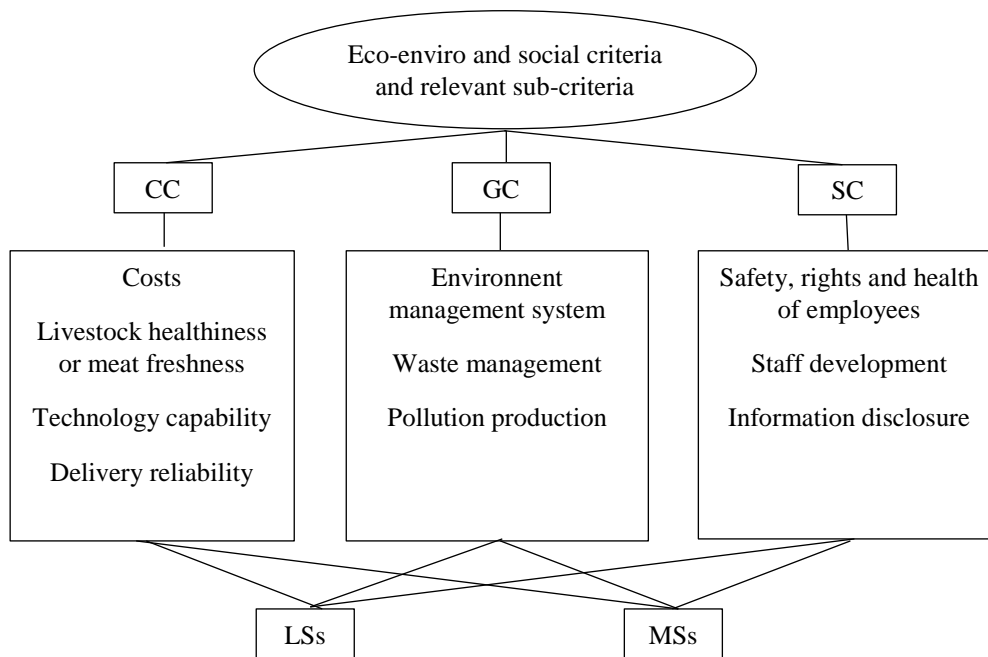 Eco-enviro and social criteria
and relevant sub-criteria
CC
GC
SC
Costs
Livestock healthiness
or meat freshness
Technology capability
Delivery reliability
Environnent
management system
Waste management
Pollution production
Safety, rights and health
of employees
Staff development
Information disclosure
LSs
MSs